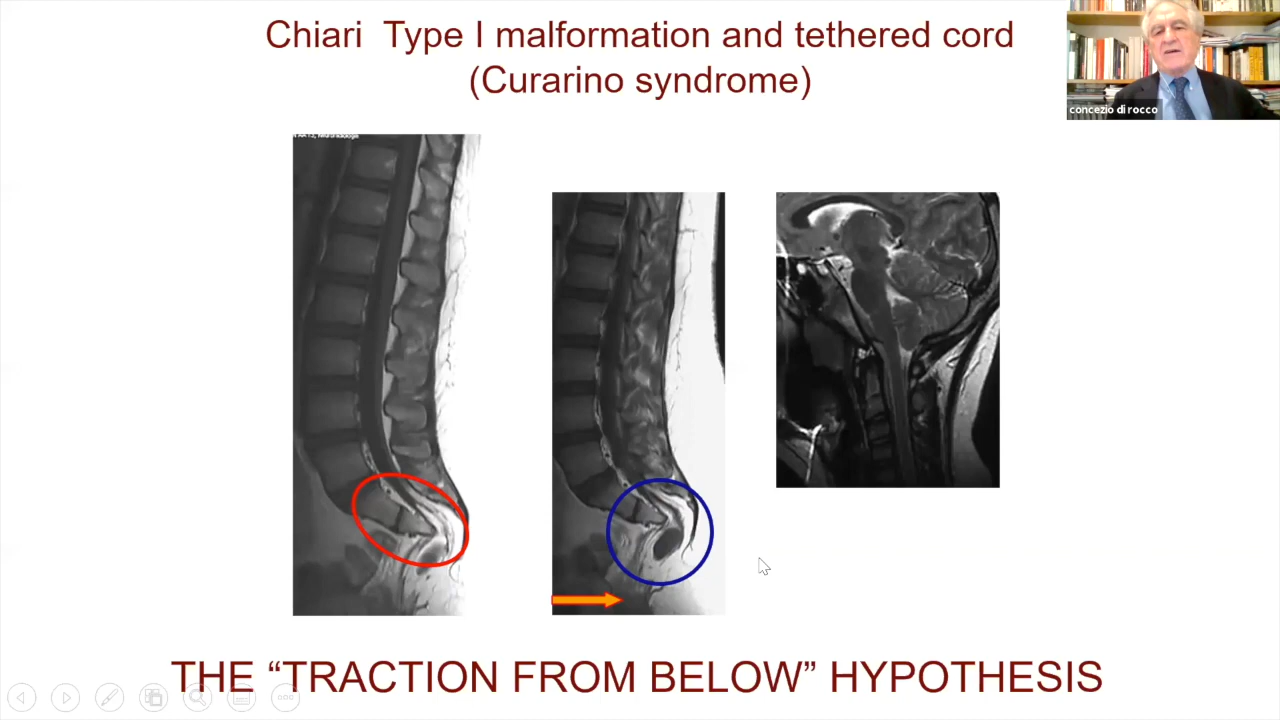 Chiari Type I malformation and tethered cord
(Curarino syndrome)
concezio di rocco
THE “TRACTION FROM BELOW” HYPOTHESIS